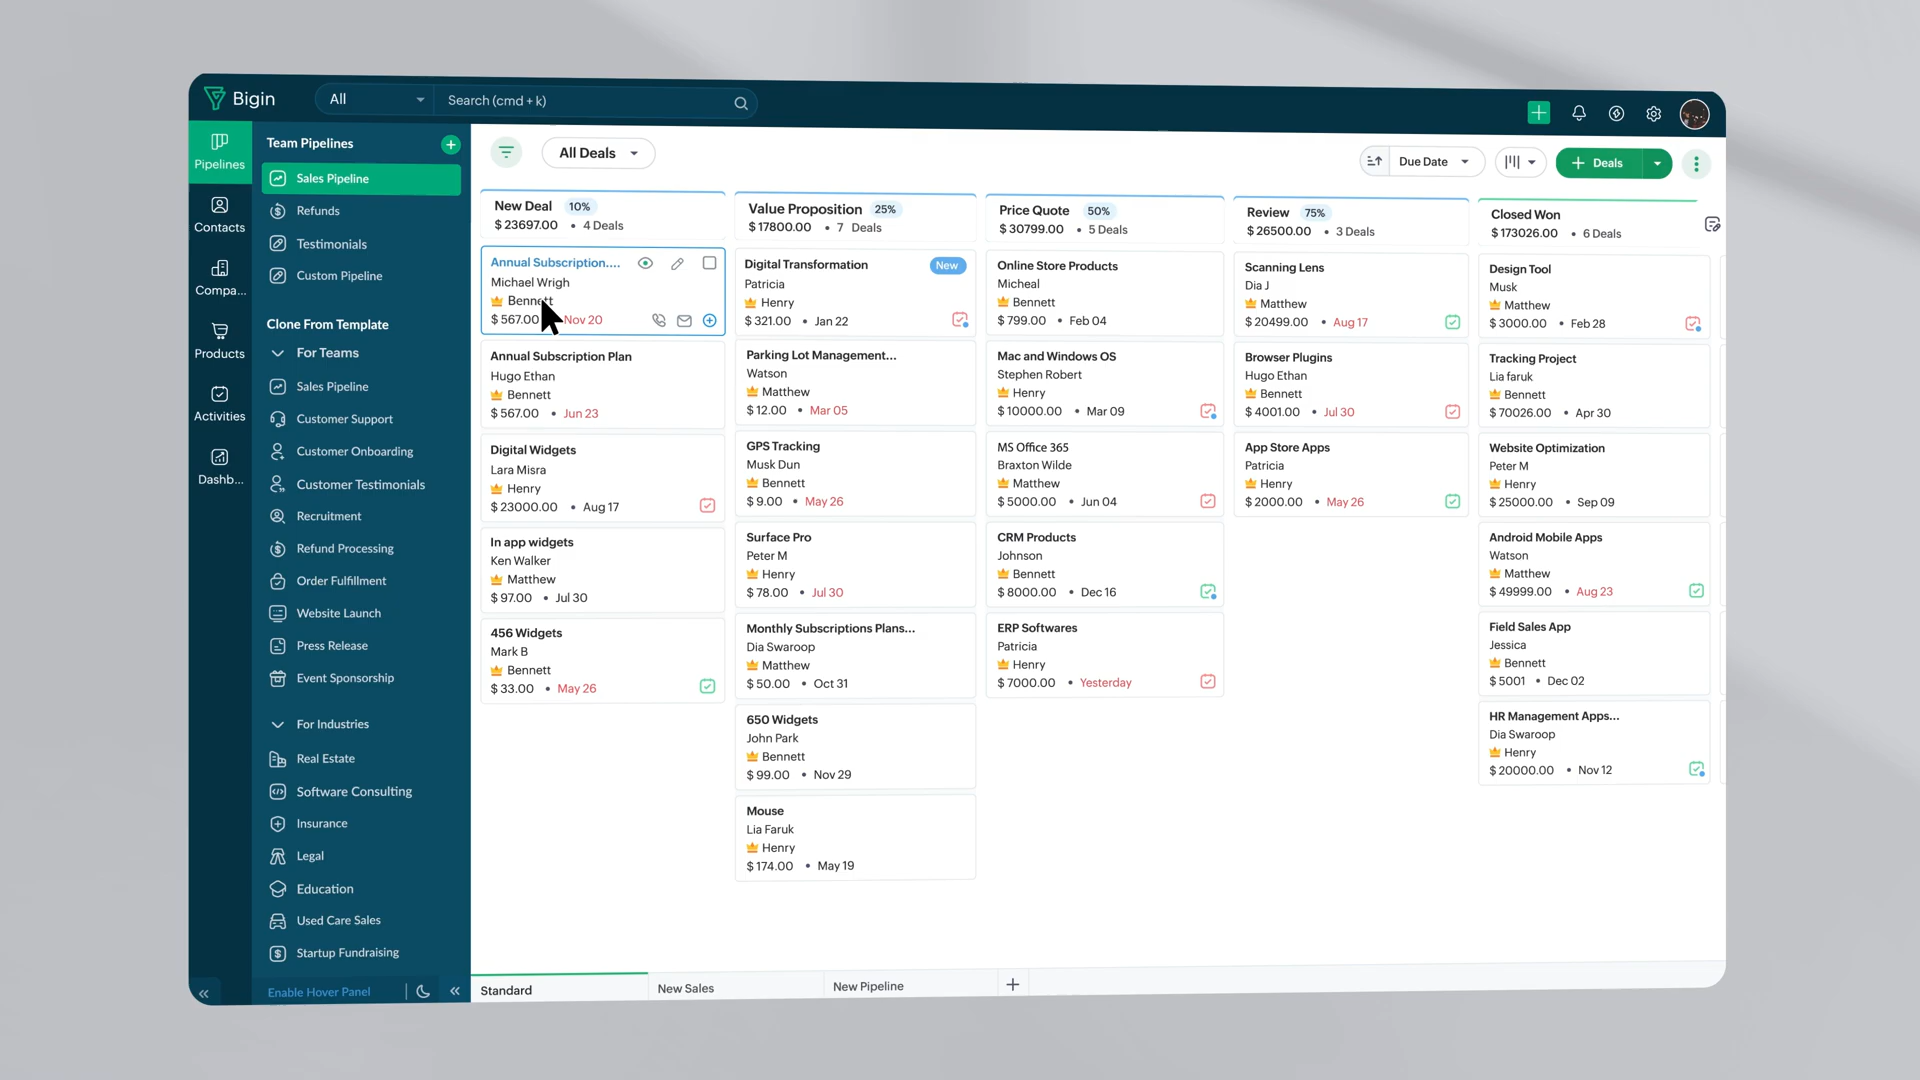 Bigin
All
Search (cmd + k)
Pipelines
Contacts
Compa...
Products
Activities
Dashb...
Team Pipelines
Sales Pipeline
Refunds
Testimonials
Custom Pipeline
Clone From Template
For Teams
Sales Pipeline
Customer Support
Customer Onboarding
Customer Testimonials
Recruitment
Refund Processing
Order Fulfillment
Website Launch
Press Release
Event Sponsorship
For Industries
Real Estate
Software Consulting
Insurance
Legal
Education
Used Care Sales
Startup Fundraising
Enable Hover Panel
All Deals
Due Date
Deals
New Deal 10%
$ 23697.00 • 4 Deals
Annual Subscription....
Michael Wrigh
Bennett
$ 567.00 Nov 20
Annual Subscription Plan
Hugo Ethan
Bennett
$ 567.00 • Jun 23
Digital Widgets
Lara Misra
Henry
$ 23000.00 • Aug 17
In app widgets
Ken Walker
Matthew
$ 97.00 • Jul 30
456 Widgets
Mark B
Bennett
$ 33.00 • May 26
Value Proposition 25%
$ 17800.00 • 7 Deals
Digital Transformation New
Patricia
Henry
$ 321.00 • Jan 22
Parking Lot Management...
Watson
Matthew
$ 12.00 • Mar 05
GPS Tracking
Musk Dun
Bennett
$ 9.00 • May 26
Surface Pro
Peter M
Henry
$ 78.00 • Jul 30
Monthly Subscriptions Plans...
Dia Swaroop
Matthew
$ 50.00 • Oct 31
650 Widgets
John Park
Bennett
$ 99.00 • Nov 29
Mouse
Lia Faruk
Henry
$ 174.00 • May 19
Price Quote 50%
$ 30799.00 • 5 Deals
Online Store Products
Micheal
Bennett
$ 799.00 • Feb 04
Mac and Windows OS
Stephen Robert
Henry
$ 10000.00 • Mar 09
MS Office 365
Braxton Wilde
Matthew
$ 5000.00 • Jun 04
CRM Products
Johnson
Bennett
$ 8000.00 • Dec 16
ERP Softwares
Patricia
Henry
$ 7000.00 • Yesterday
Review 75%
$ 26500.00 • 3 Deals
Scanning Lens
Dia J
Matthew
$ 20499.00 • Aug 17
Browser Plugins
Hugo Ethan
Bennett
$ 4001.00 • Jul 30
App Store Apps
Patricia
Henry
$ 2000.00 • May 26
Closed Won
$ 173026.00 • 6 Deals
Design Tool
Musk
Matthew
$ 3000.00 • Feb 28
Tracking Project
Lia faruk
Bennett
$ 70026.00 • Apr 30
Website Optimization
Peter M
Henry
$ 25000.00 • Sep 09
Android Mobile Apps
Watson
Matthew
$ 49999.00 • Aug 23
Field Sales App
Jessica
Bennett
$ 5001 • Dec 02
HR Management Apps...
Dia Swaroop
Henry
$ 20000.00 • Nov 12
Standard
New Sales
New Pipeline